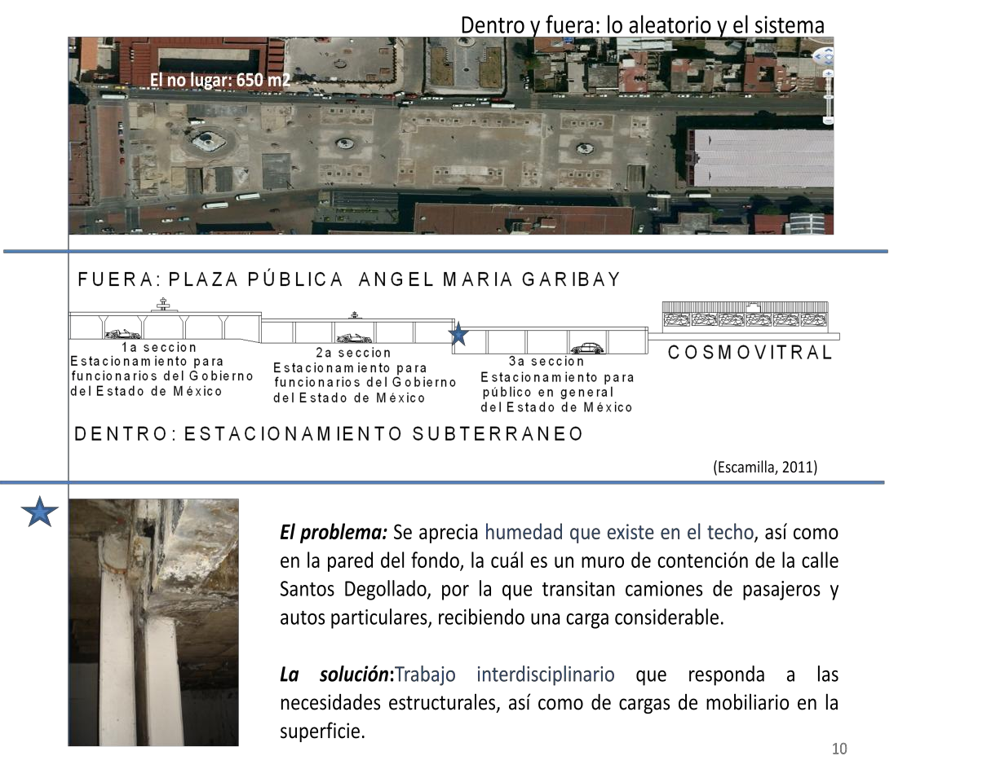 Dentro y fuera: lo aleatorio y el sistema
El no lugar: 650 m2
FUERA: PLAZA PÚBLICA ANGEL MARIA GARIBAY
1a seccion
Estacionamiento para
funcionarios del Gobierno
del Estado de México
2a seccion
Estacionamiento para
funcionarios del Gobierno
del Estado de México
3a seccion
Estacionamiento para
público en general
del Estado de México
COSMOVITRAL
DENTRO: ESTACIONAMIENTO SUBTERRANEO
(Escamilla, 2011)
El problema: Se aprecia humedad que existe en el techo, así como
en la pared del fondo, la cuál es un muro de contención de la calle
Santos Degollado, por la que transitan camiones de pasajeros y
autos particulares, recibiendo una carga considerable.
La solución:Trabajo interdisciplinario que responda a las
necesidades estructurales, así como de cargas de mobiliario en la
superficie.
10